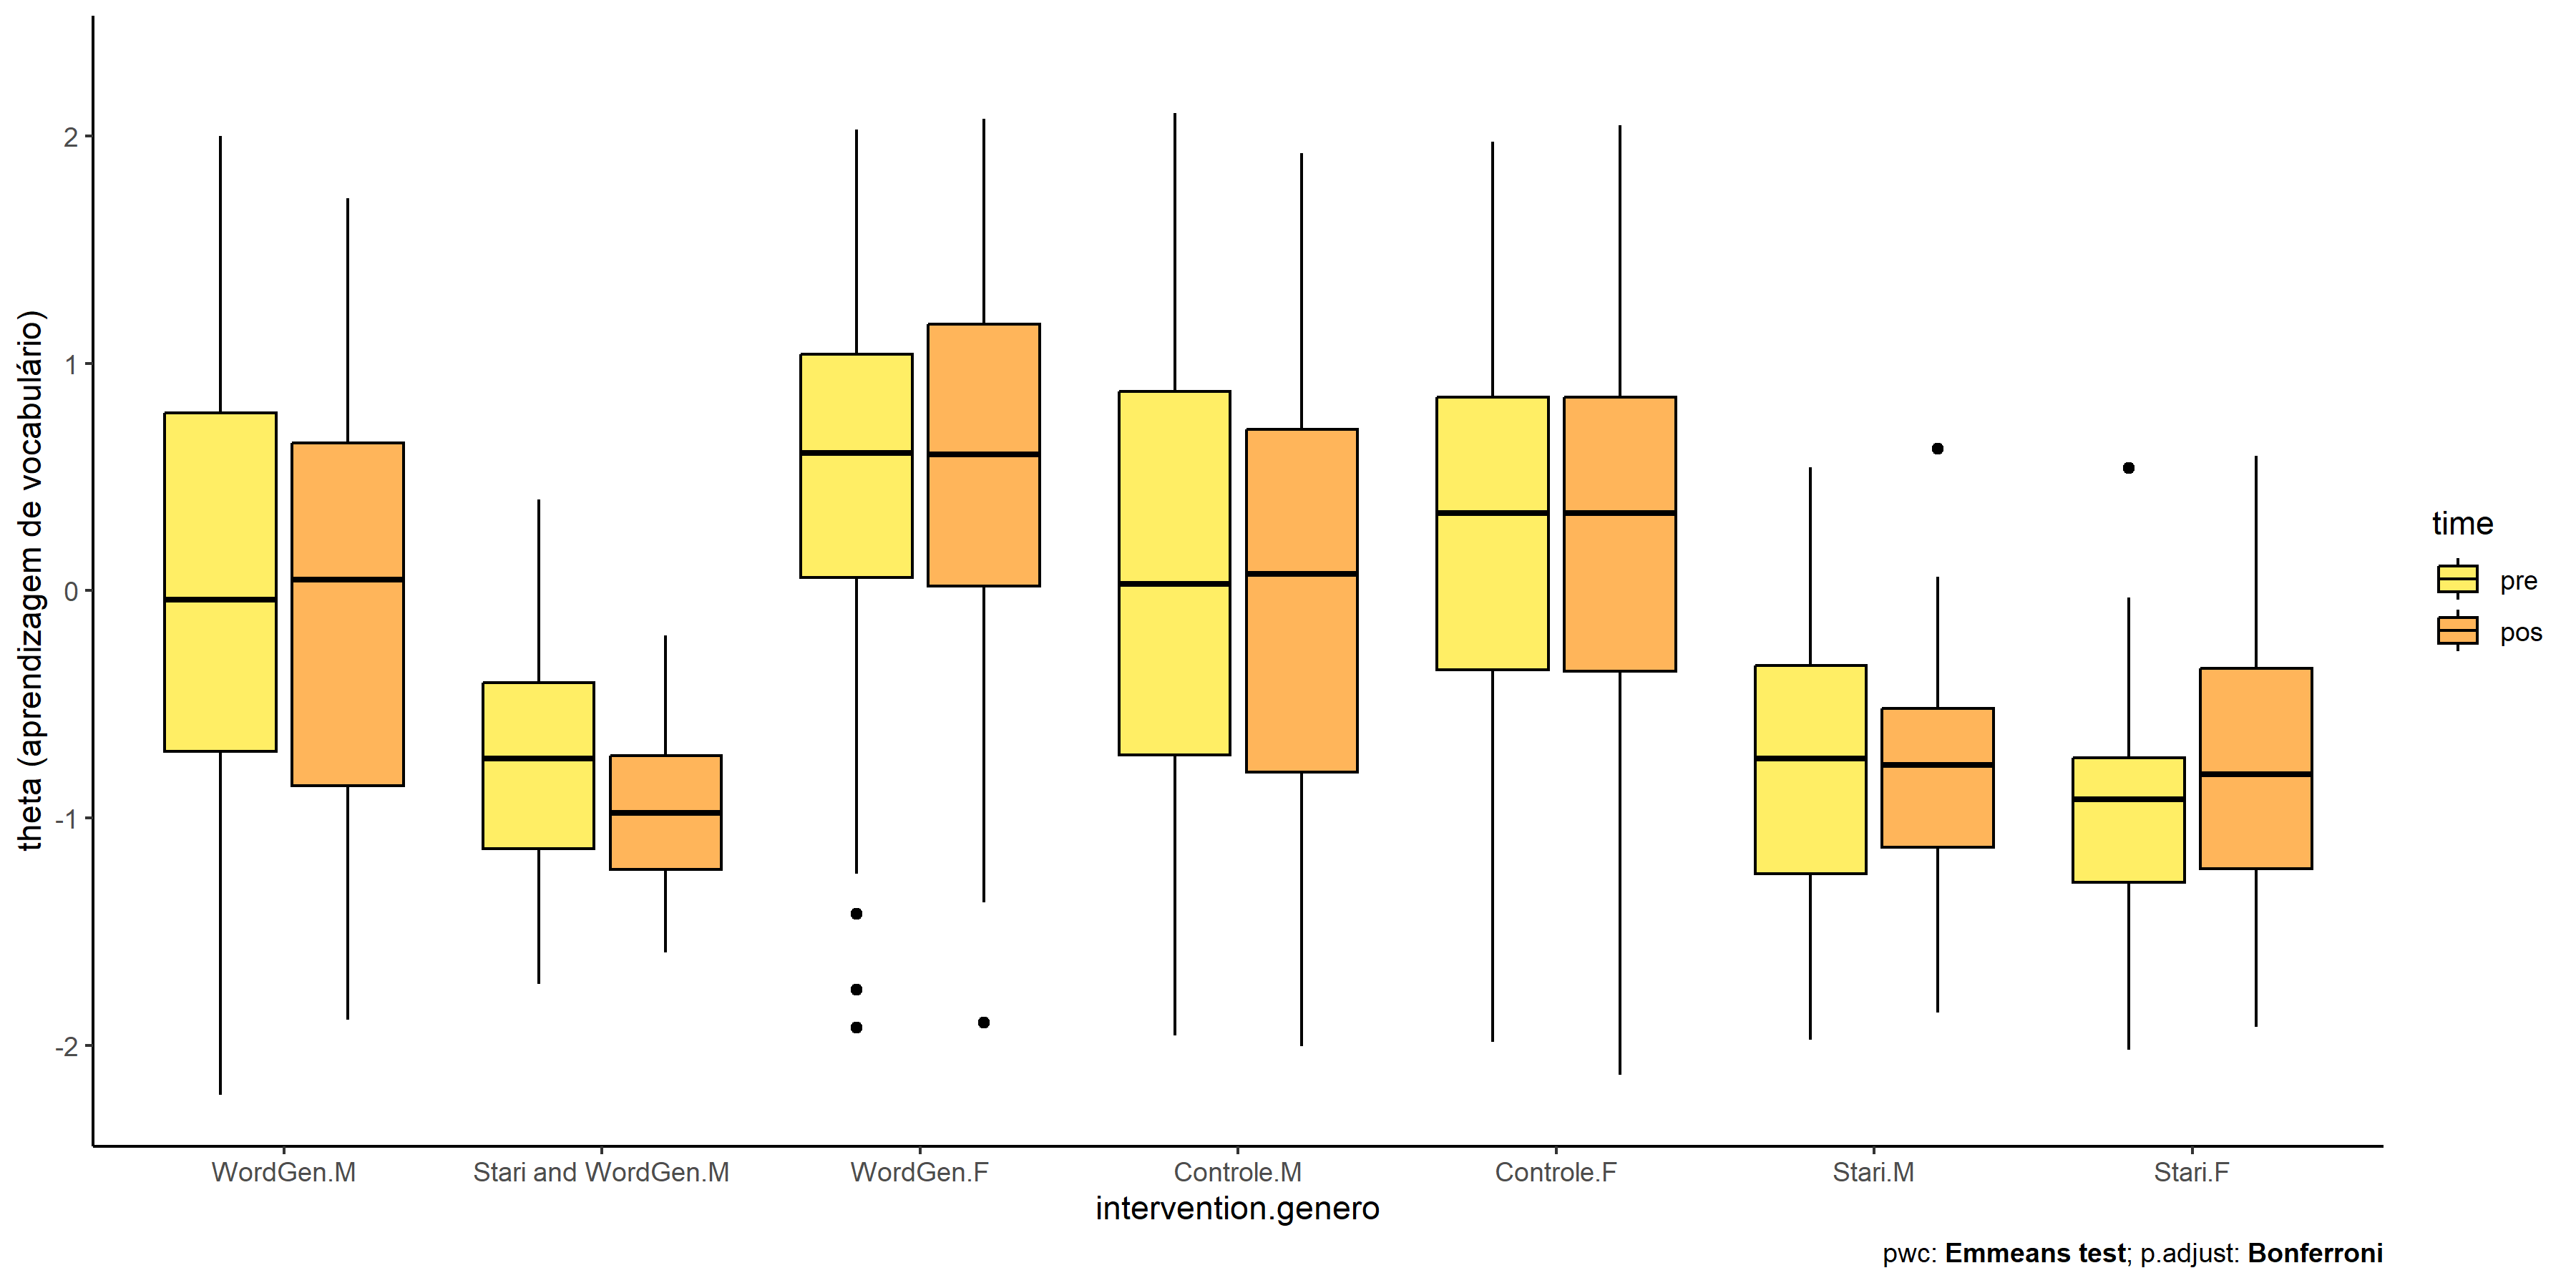 theta (aprendizagem de vocabulário)
2
1
0
-1
-2
WordGen.M
Stari and WordGen.M
WordGen.F
Controle.M
Controle.F
Stari.M
Stari.F
intervention.genero
time
pre
pos
pwc: Emmeans test; p.adjust: Bonferroni